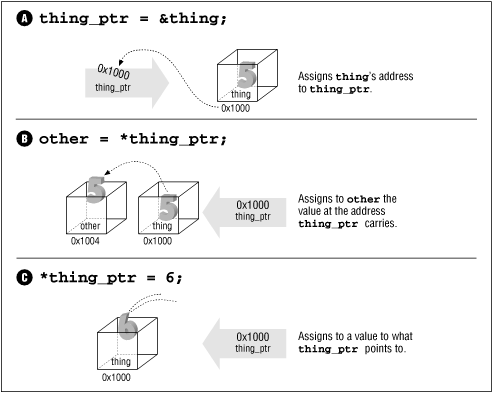 A thing_ptr = &thing;
0x1000
thing_ptr
5
thing
0x1000
Assigns thing's address
to thing_ptr.
B other = *thing_ptr;
5
other
0x1004
5
thing
0x1000
0x1000
thing_ptr
Assigns to other the
value at the address
thing_ptr carries.
C *thing_ptr = 6;
6
thing
0x1000
0x1000
thing_ptr
Assigns to a value to what
thing_ptr points to.